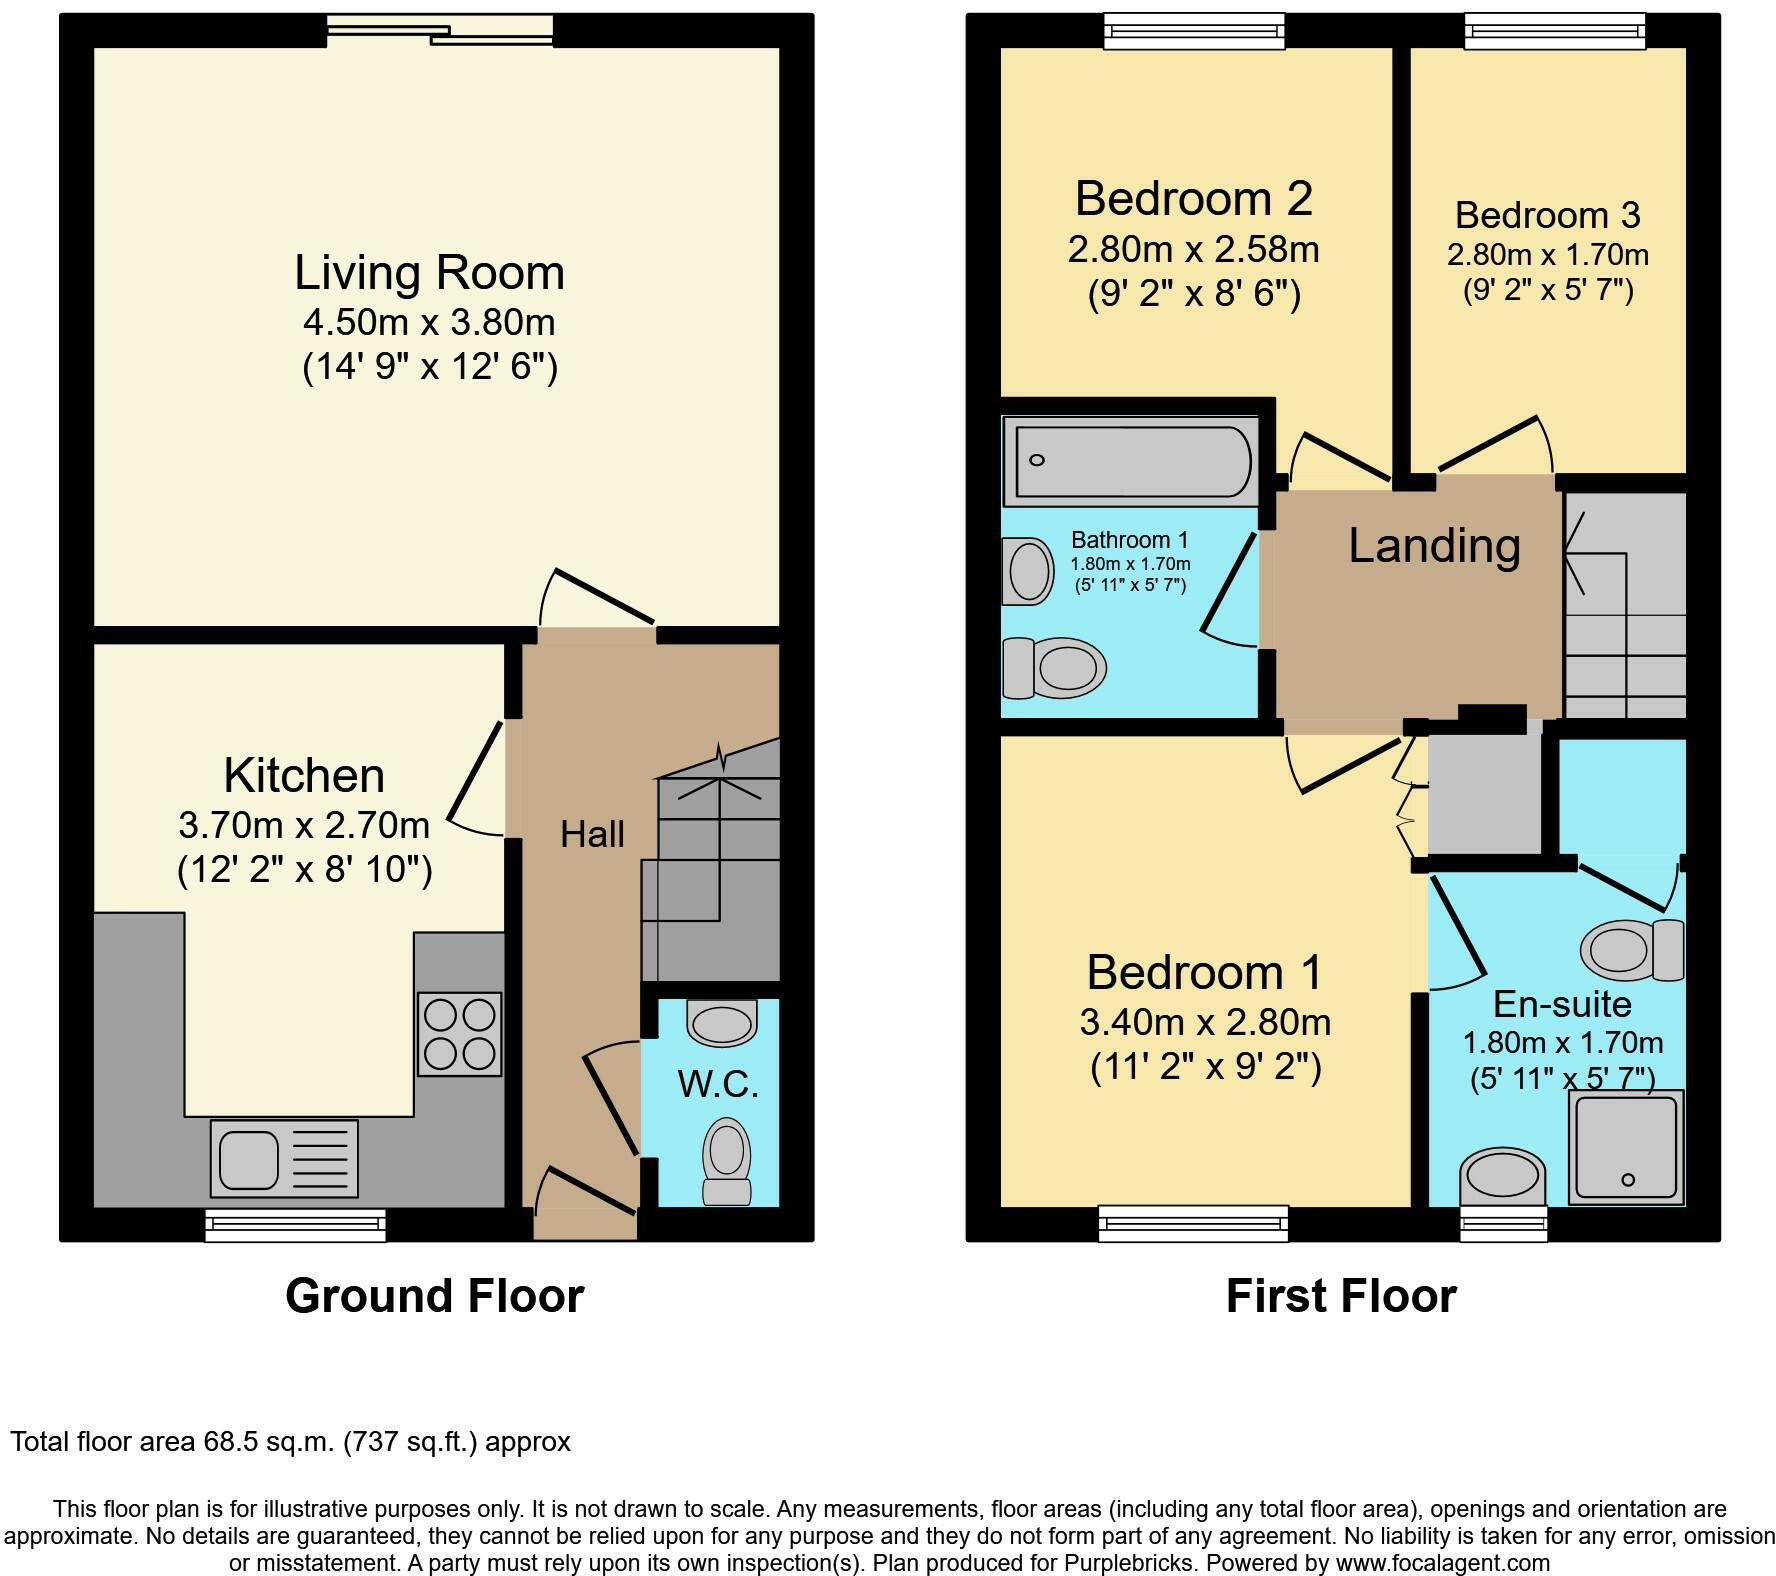 Living Room
4.50m x 3.80m
(14' 9" x 12' 6")
Kitchen
3.70m x 2.70m
(12' 2" x 8' 10")
Hall
W.C.
Ground Floor
Bedroom 2
2.80m x 2.58m
(9' 2" x 8' 6")
Bedroom 3
2.80m x 1.70m
(9' 2" x 5' 7")
Bathroom 1
1.80m x 1.70m
(5' 11" x 5' 7")
Landing
Bedroom 1
3.40m x 2.80m
(11' 2" x 9' 2")
En-suite
1.80m x 1.70m
(5' 11" x 5' 7")
First Floor
Total floor area 68.5 sq.m. (737 sq.ft.) approx
This floor plan is for illustrative purposes only. It is not drawn to scale. Any measurements, floor areas (including any total floor area), openings and orientation are
approximate. No details are guaranteed, they cannot be relied upon for any purpose and they do not form part of any agreement. No liability is taken for any error, omission
or misstatement. A party must rely upon its own inspection(s). Plan produced for Purplebricks. Powered by www.focalagent.com